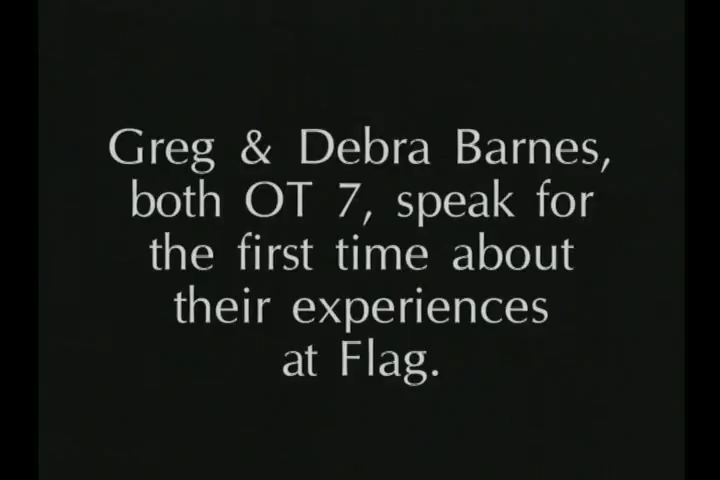 Greg & Debra Barnes,
both OT 7, speak for
the first time about
their experiences
at Flag.